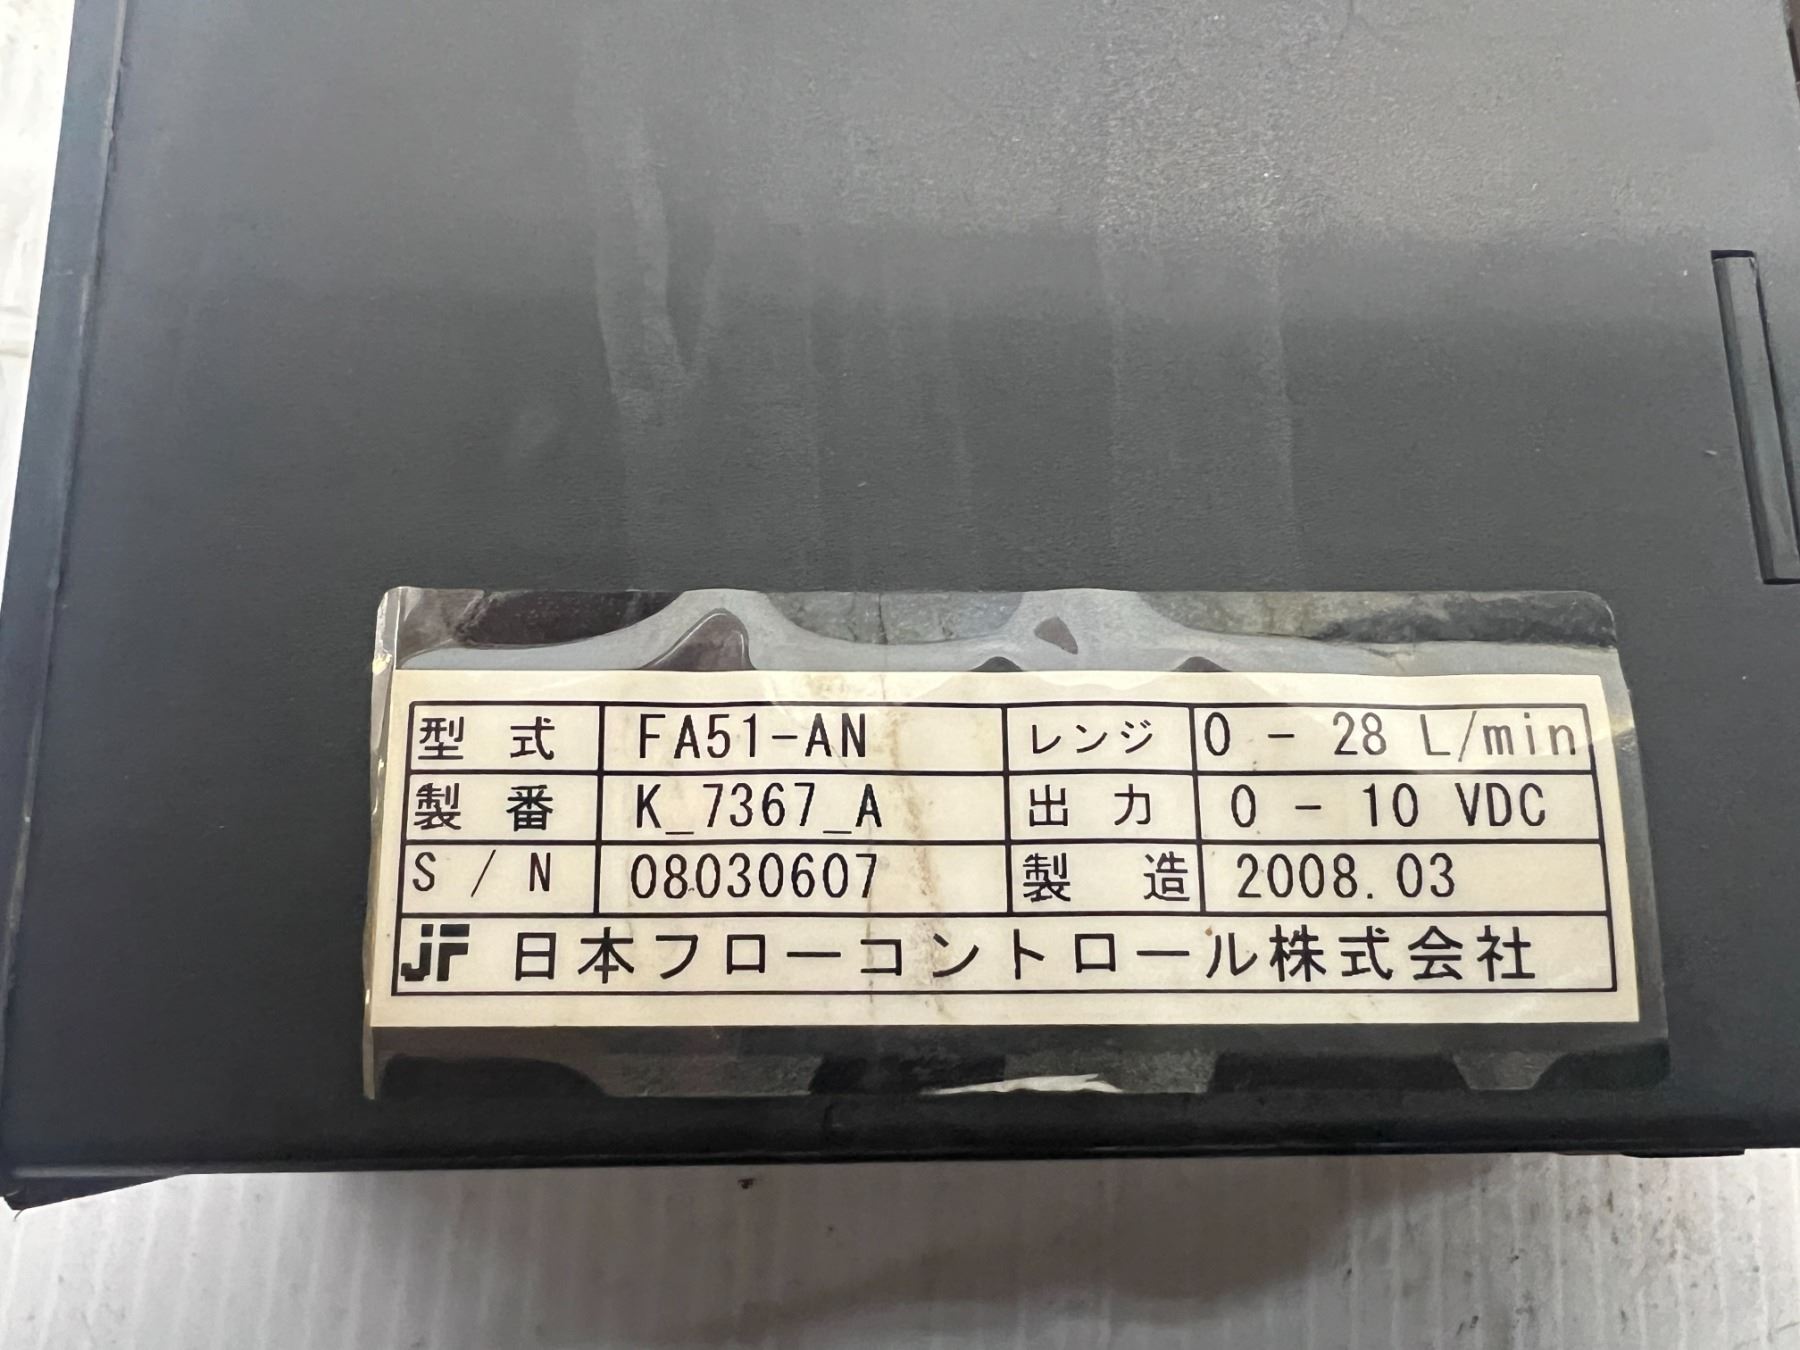 型 式 FA51-AN レンジ 0 - 28 L/min
製 番 K_7367_A 出 力 0 - 10 VDC
S / N 08030607 製 造 2008.03
JF 日本フローコントロール株式会社